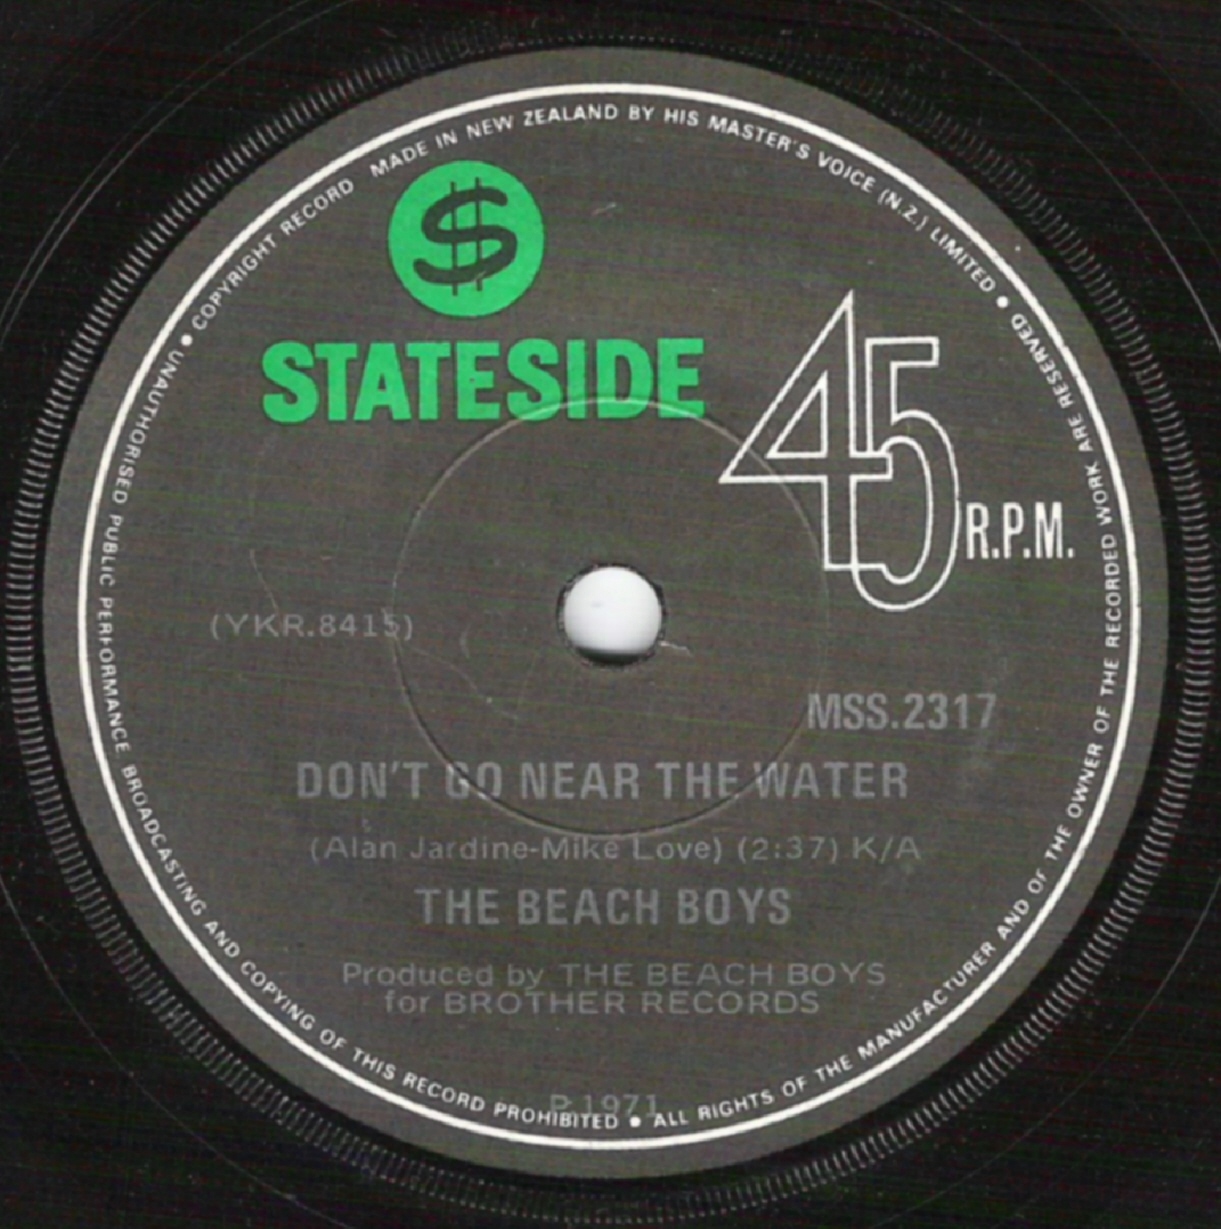 COPYRIGHT RECORD MADE IN NEW ZEALAND BY HIS MASTER'S VOICE (N.Z.) LIMITED •
ALL RIGHTS OF THE MANUFACTURER AND OF THE OWNER OF THE RECORDED WORK ARE RESERVED •
UNAUTHORISED PUBLIC PERFORMANCE BROADCASTING AND COPYING OF THIS RECORD PROHIBITED •
$
STATESIDE
45 R.P.M.
(YKR.8415)
MSS.2317
DON'T GO NEAR THE WATER
(Alan Jardine-Mike Love) (2:37) K/A
THE BEACH BOYS
Produced by THE BEACH BOYS
for BROTHER RECORDS
P 1971